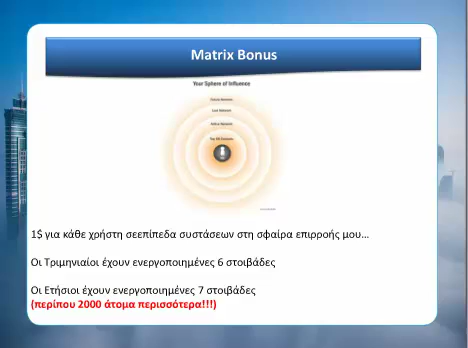 Matrix Bonus
Your Sphere of Influence
1$ για κάθε χρήστη σεεπίπεδα συστάσεων στη σφαίρα επιρροής μου...
Οι Τριμηνιαίοι έχουν ενεργοποιημένες 6 στοιβάδες
Οι Ετήσιοι έχουν ενεργοποιημένες 7 στοιβάδες
(περίπου 2000 άτομα περισσότερα!!!)